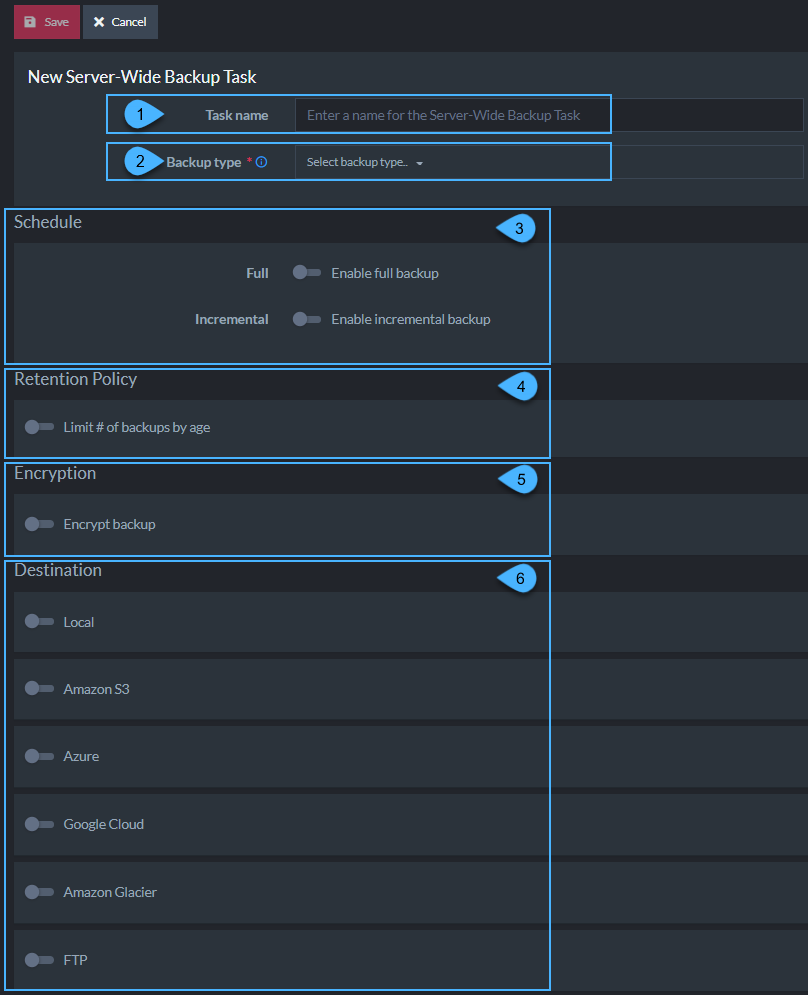 Save Cancel
New Server-Wide Backup Task
1 Task name Enter a name for the Server-Wide Backup Task
2 Backup type * Select backup type..
Schedule 3
Full Enable full backup
Incremental Enable incremental backup
Retention Policy 4
Limit # of backups by age
Encryption 5
Encrypt backup
Destination 6
Local
Amazon S3
Azure
Google Cloud
Amazon Glacier
FTP